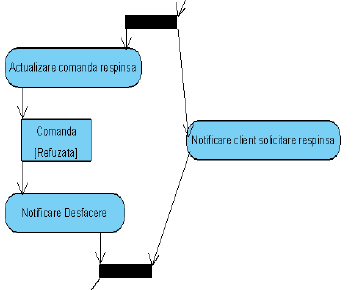 Actualizare comanda respinsa
Comanda
[Refuzata]
Notificare client solicitare respinsa
Notificare Desfacere